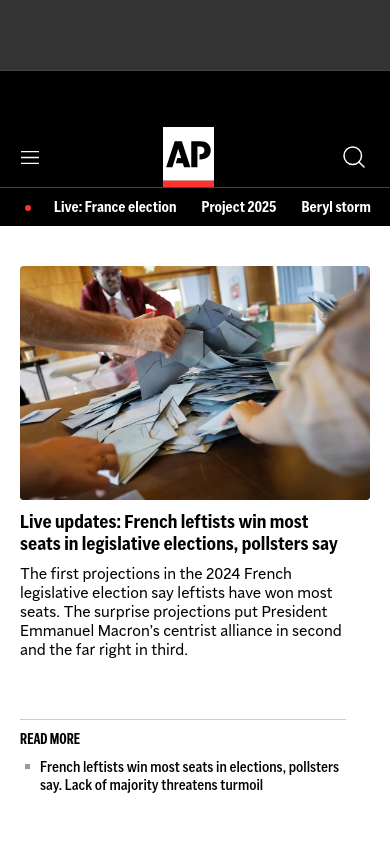 AP
Live: France election Project 2025 Beryl storm
Live updates: French leftists win most
seats in legislative elections, pollsters say
The first projections in the 2024 French
legislative election say leftists have won most
seats. The surprise projections put President
Emmanuel Macron's centrist alliance in second
and the far right in third.
READ MORE
French leftists win most seats in elections, pollsters
say. Lack of majority threatens turmoil